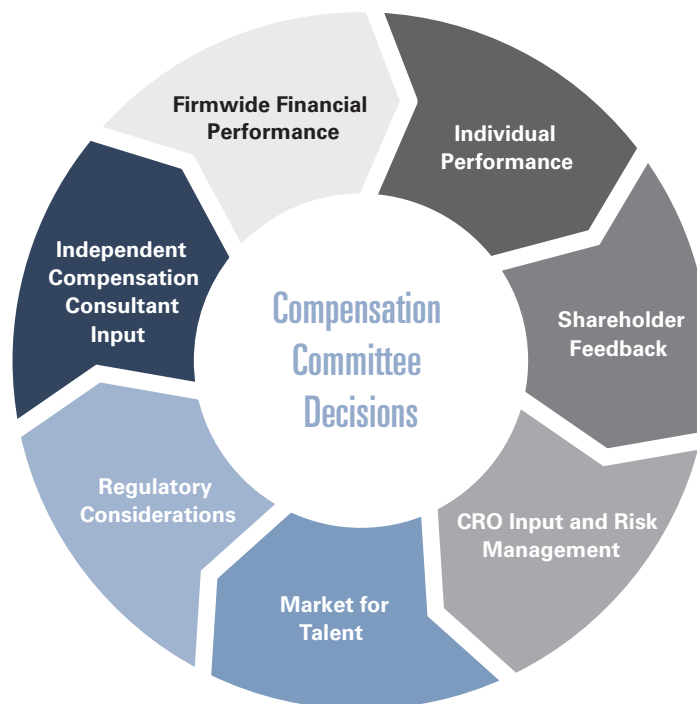 Firmwide Financial
Performance
Individual
Performance
Shareholder
Feedback
CRO Input and Risk
Management
Market for
Talent
Regulatory
Considerations
Independent
Compensation
Consultant
Input
Compensation
Committee
Decisions